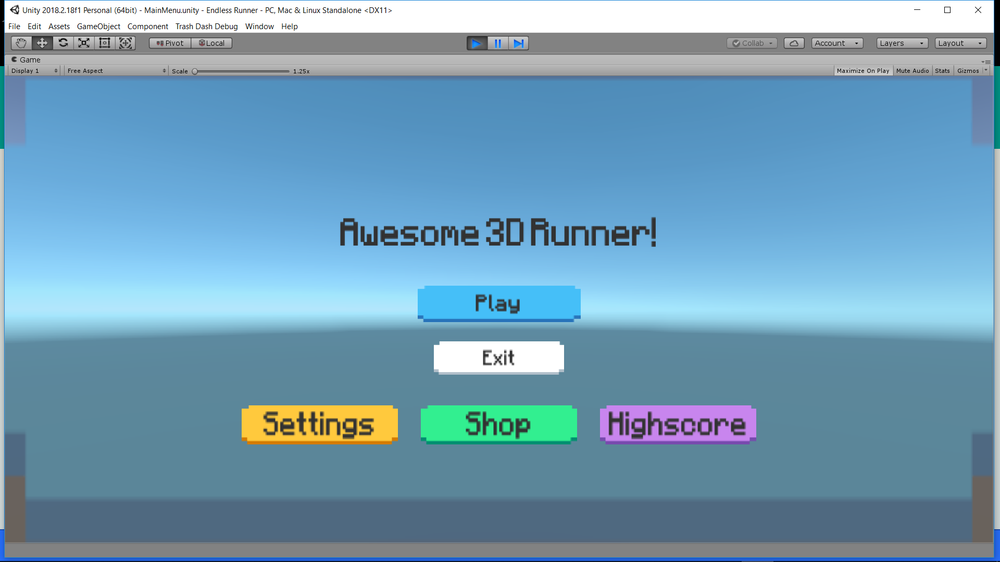 Unity 2018.2.18f1 Personal (64bit) - MainMenu.unity - Endless Runner - PC, Mac & Linux Standalone <DX11>
File Edit Assets GameObject Component Trash Dash Debug Window Help
Pivot Local Collab Account Layers Layout
Game
Display 1 Free Aspect Scale 1.25x Maximize On Play Mute Audio Stats Gizmos
Awesome 3D Runner!
Play
Exit
Settings Shop Highscore